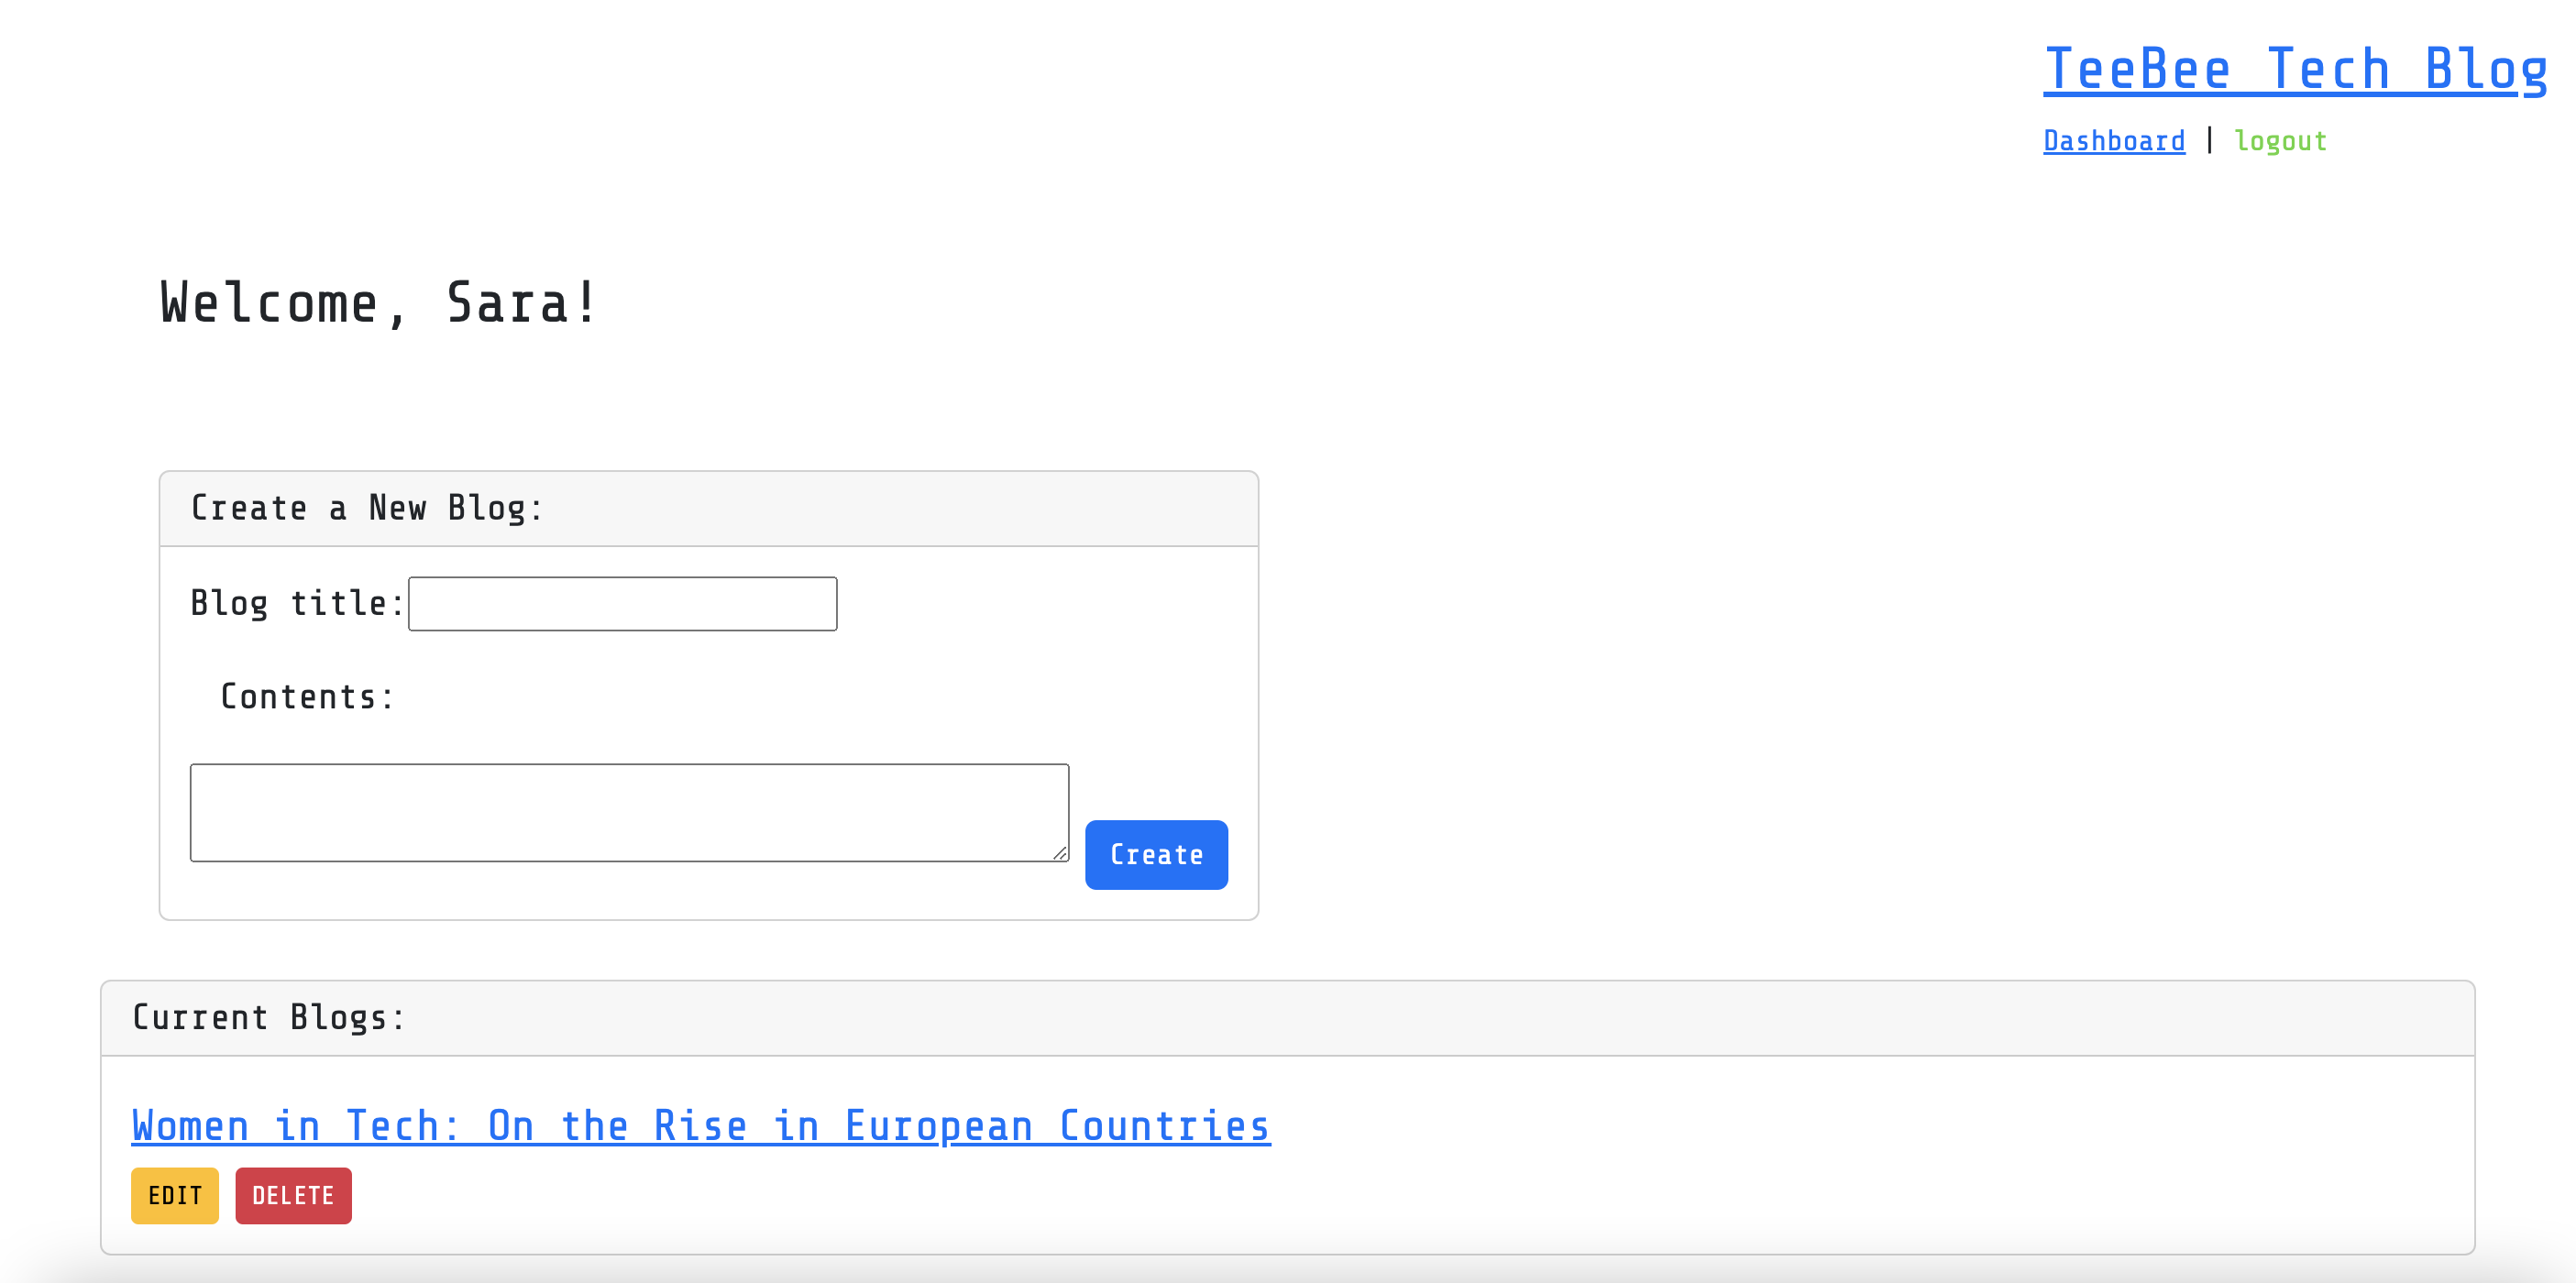 TeeBee Tech Blog
Dashboard | logout
Welcome, Sara!
Create a New Blog:
Blog title:
Contents:
Create
Current Blogs:
Women in Tech: On the Rise in European Countries
EDIT DELETE